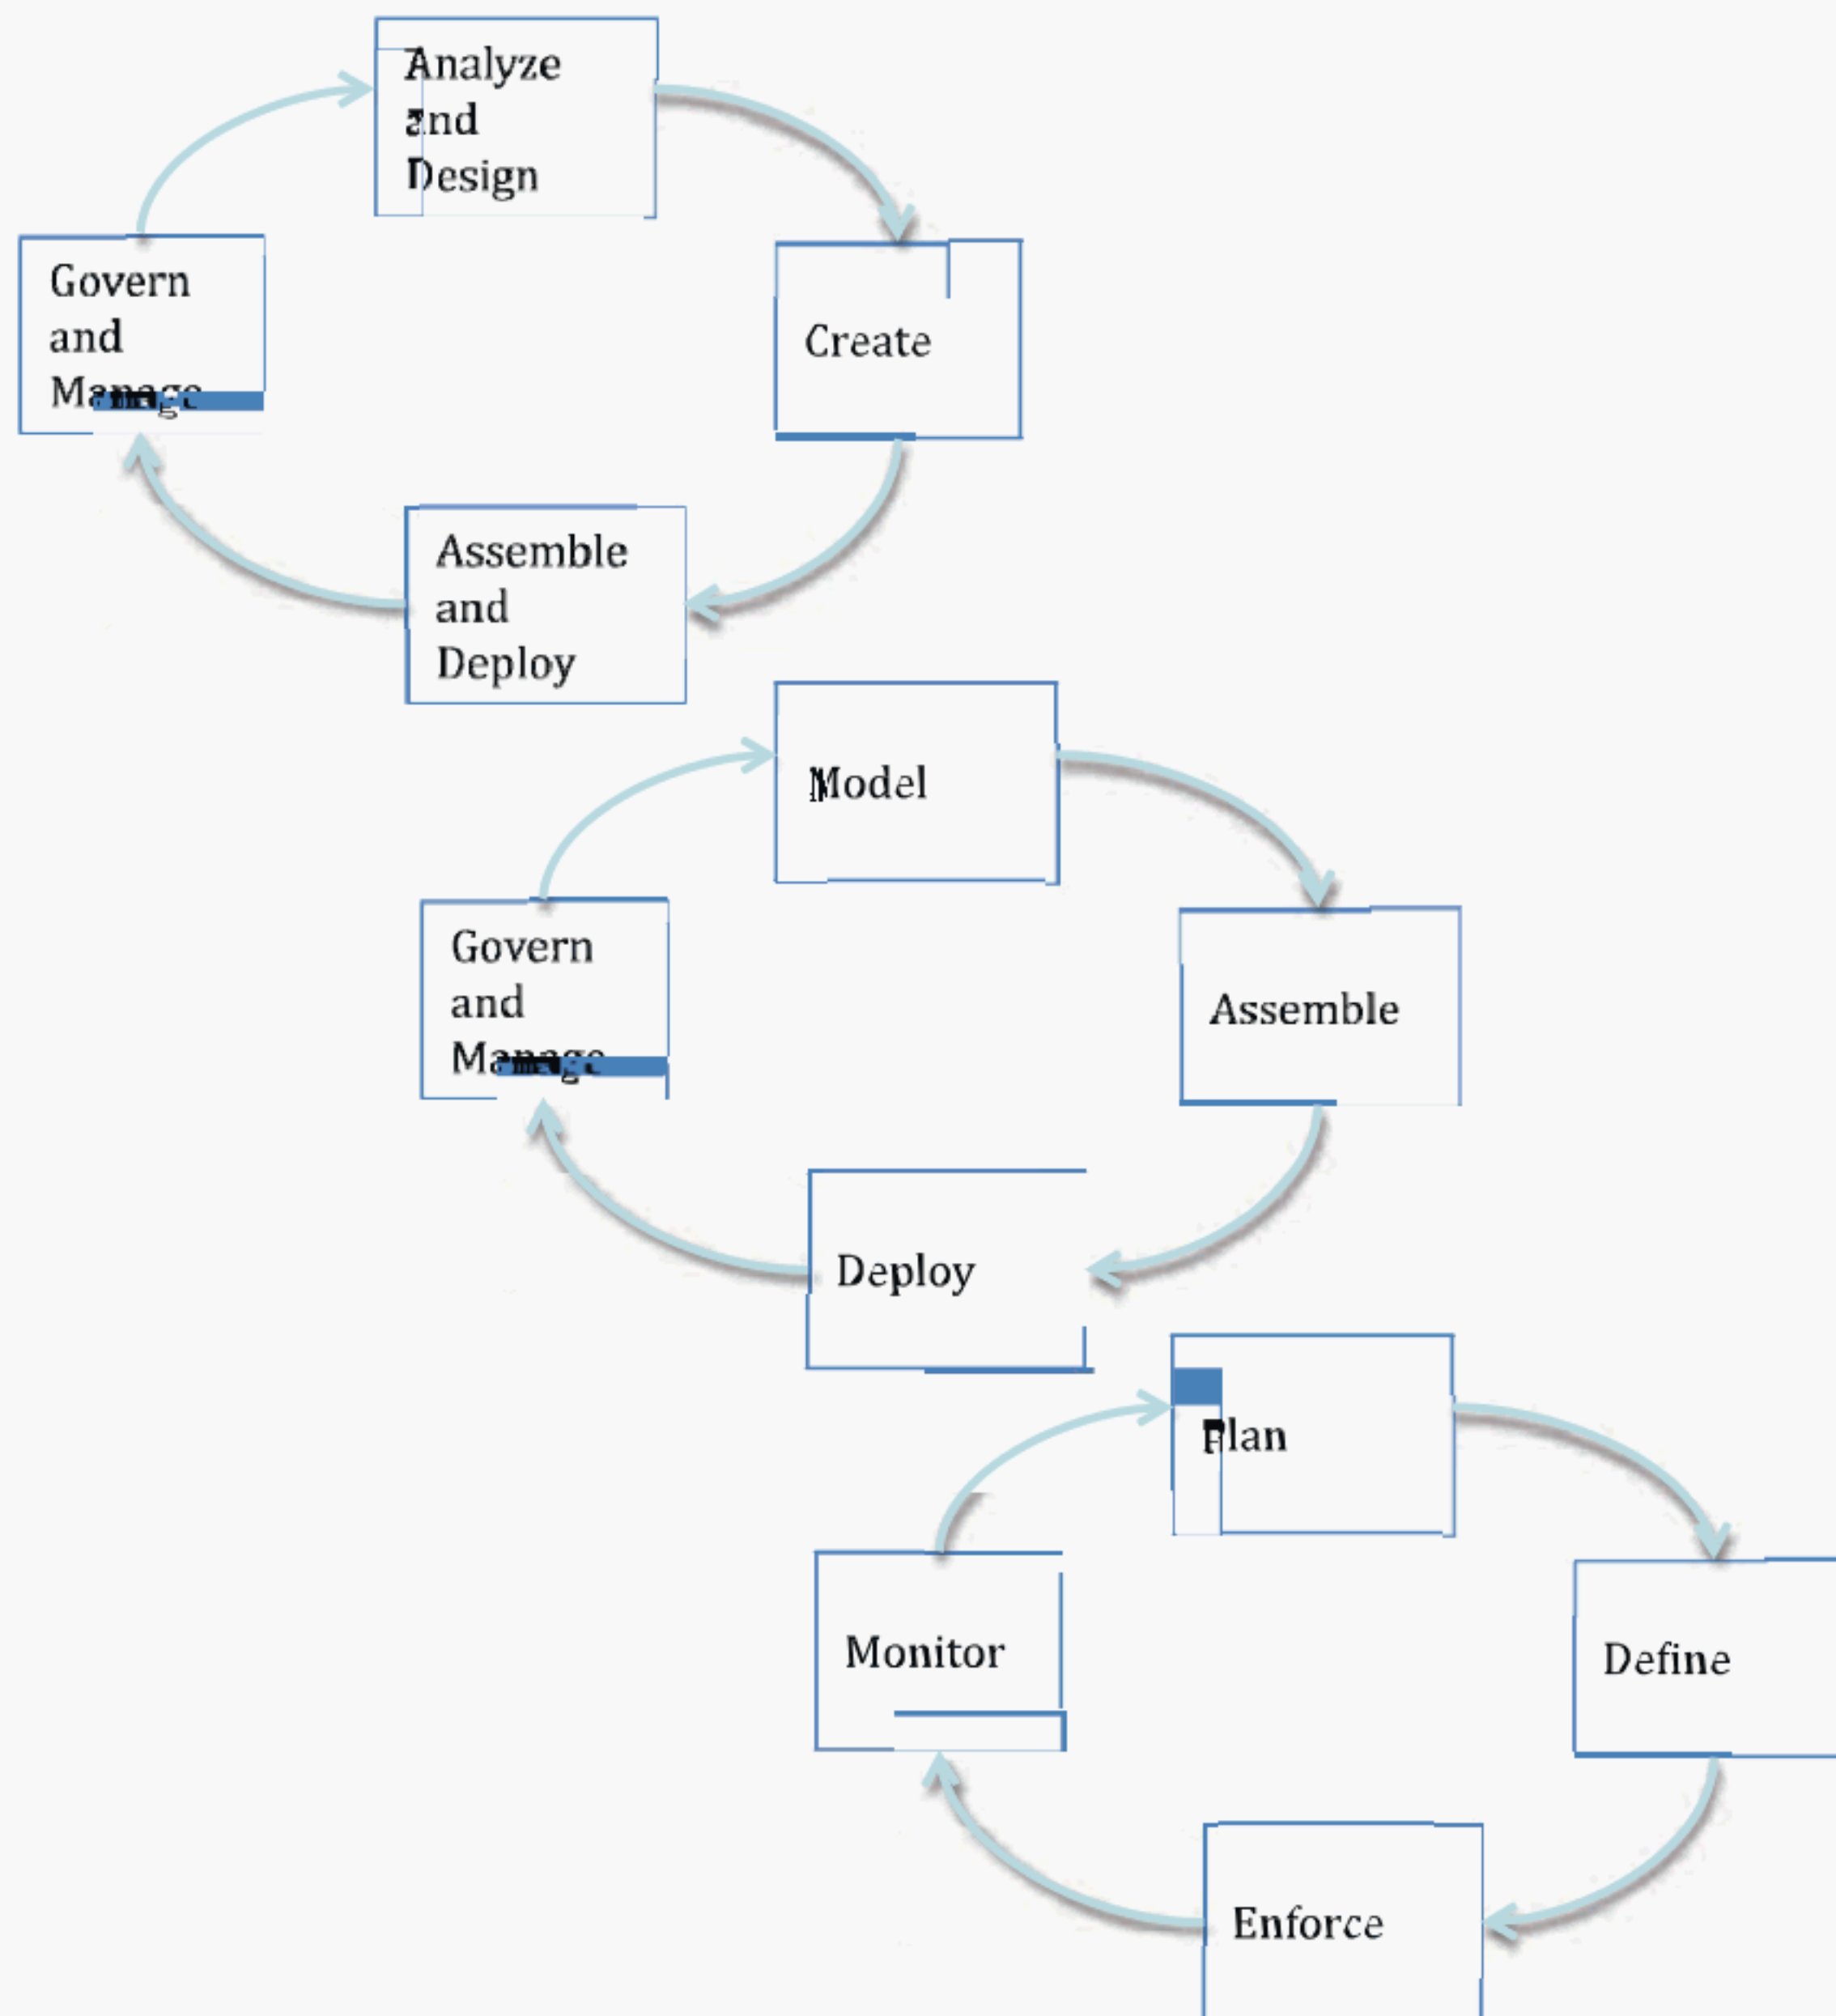 Analyze
and
Design
Govern
and
Manage
Create
Assemble
and
Deploy
Model
Govern
and
Manage
Assemble
Deploy
Plan
Monitor
Define
Enforce